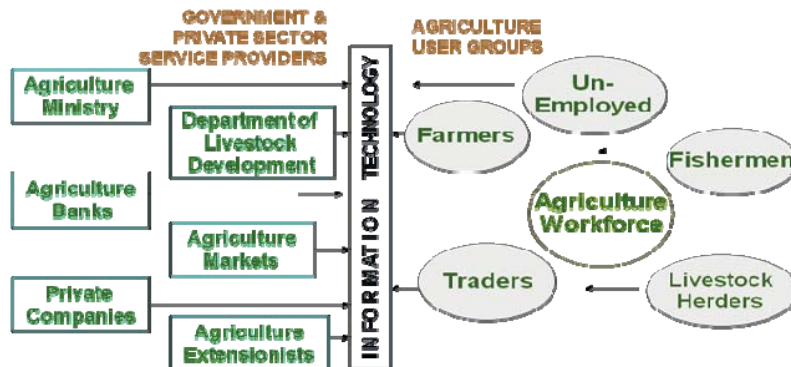 GOVERNMENT &
PRIVATE SECTOR
SERVICE PROVIDERS
AGRICULTURE
USER GROUPS
Agriculture
Ministry
Department of
Livestock
Development
Agriculture
Banks
Agriculture
Markets
Private
Companies
Agriculture
Extensionists
INFORMATION TECHNOLOGY
Un-
Employed
Farmers
Fishermen
Agriculture
Workforce
Traders
Livestock
Herders